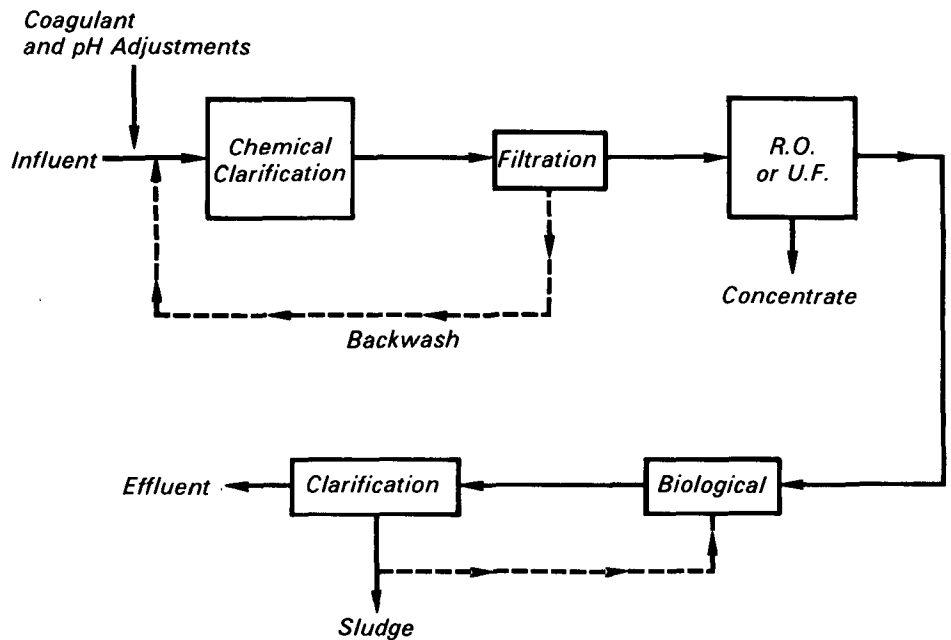 Coagulant
and pH Adjustments
Influent
Chemical
Clarification
Filtration
R.O.
or U.F.
Concentrate
Backwash
Effluent
Clarification
Biological
Sludge